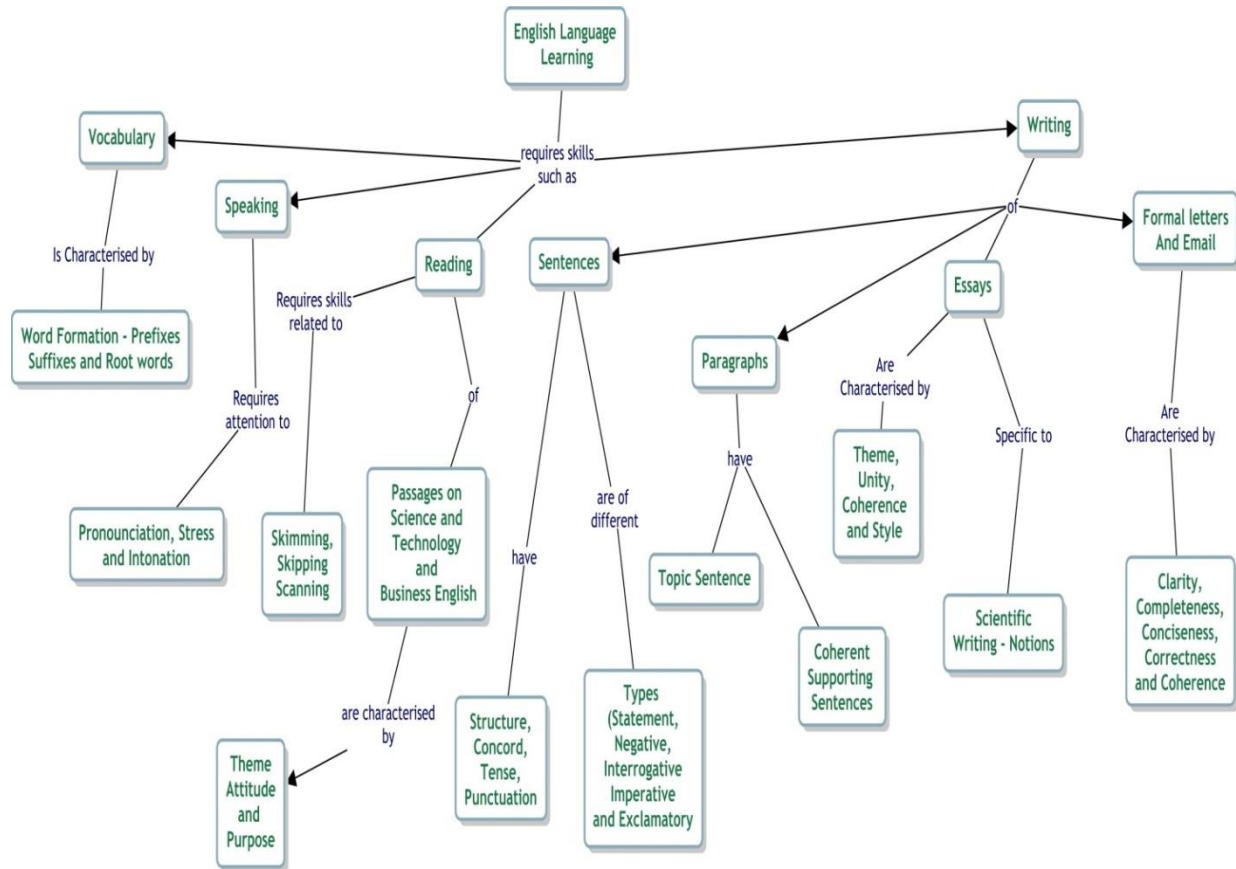 English Language
Learning
Vocabulary
Writing
requires skills
such as
Speaking
of
Formal letters
And Email
Is Characterised by
Reading
Sentences
Essays
Requires skills
related to
Word Formation - Prefixes
Suffixes and Root words
Paragraphs
Are
Characterised by
Requires
attention to
of
Are
Characterised by
Specific to
have
Theme,
Unity,
Coherence
and Style
Passages on
Science and
Technology
and
Business English
are of
different
Pronounciation, Stress
and Intonation
Skimming,
Skipping
Scanning
have
Topic Sentence
Clarity,
Completeness,
Conciseness,
Correctness
and Coherence
Scientific
Writing - Notions
Coherent
Supporting
Sentences
are characterised
by
Types
(Statement,
Negative,
Interrogative
Imperative
and Exclamatory
Structure,
Concord,
Tense,
Punctuation
Theme
Attitude
and
Purpose